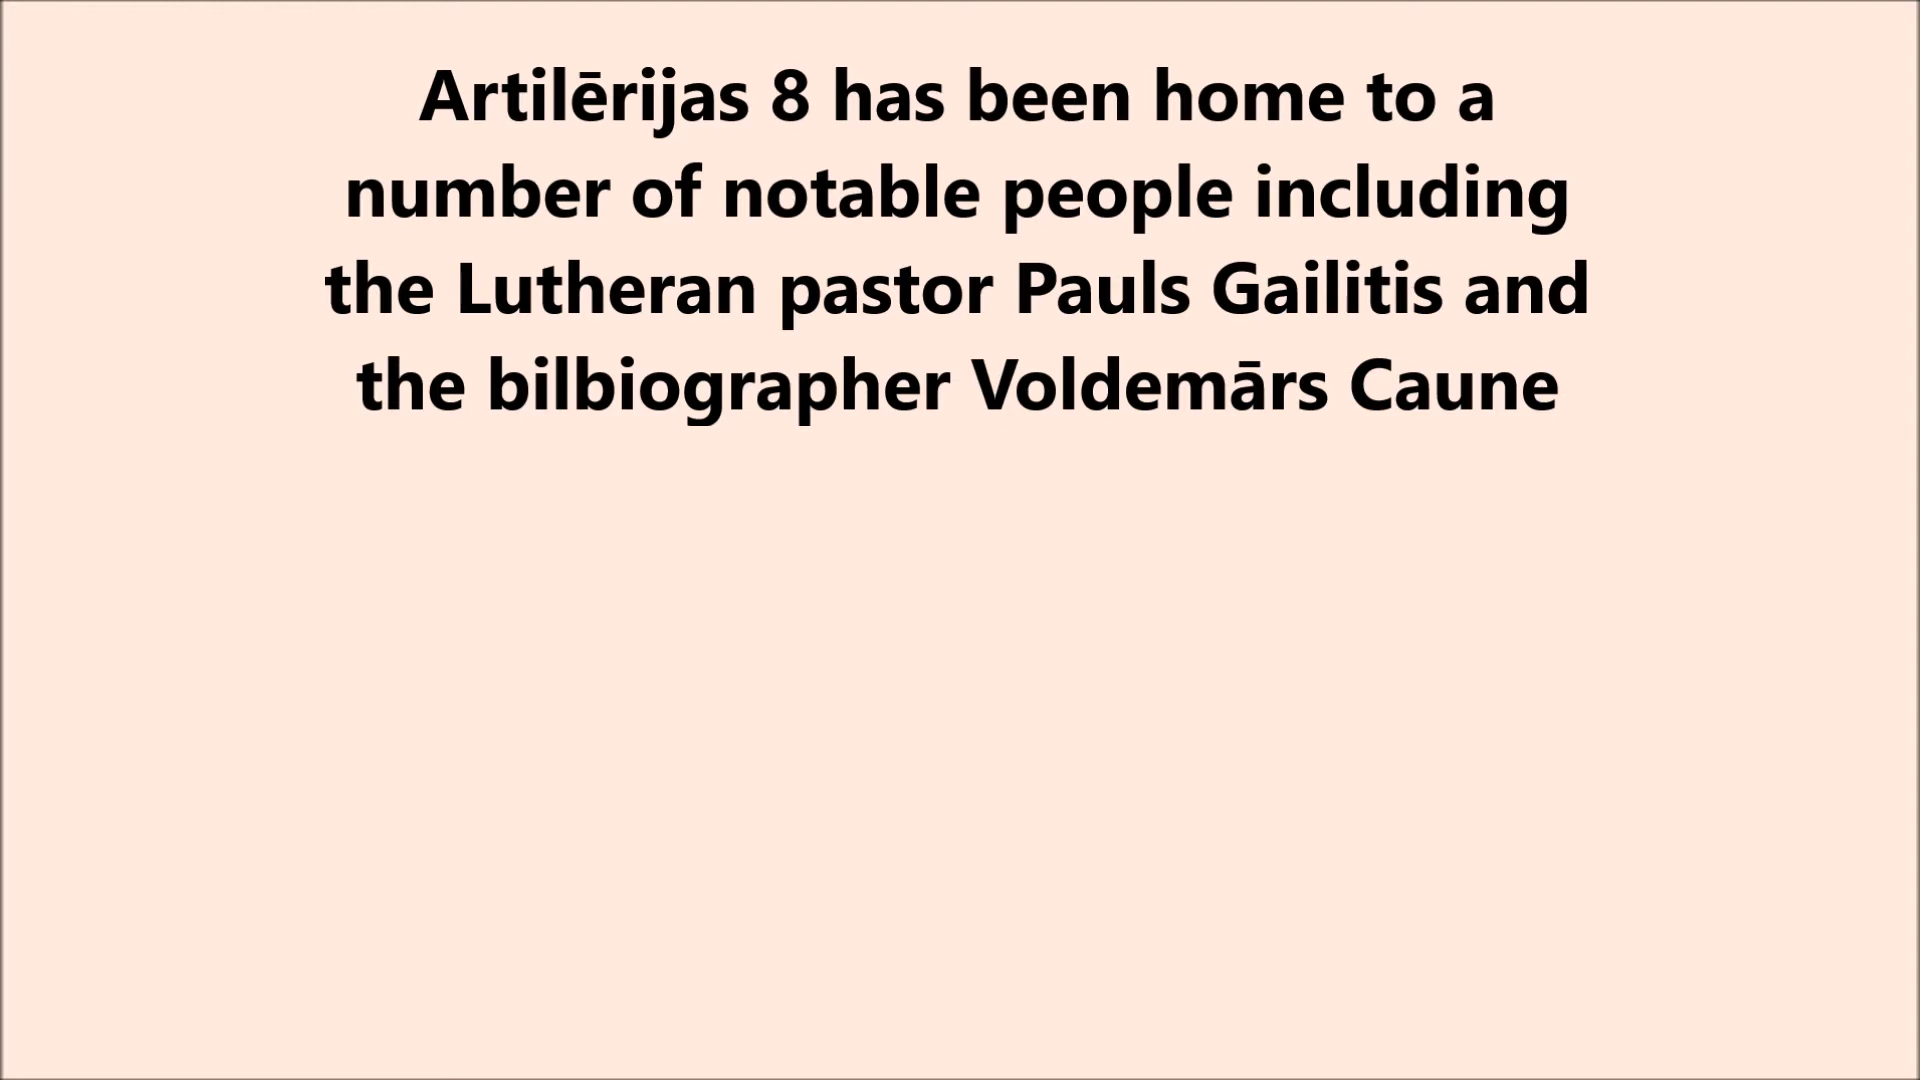 Artilērijas 8 has been home to a
number of notable people including
the Lutheran pastor Pauls Gailitis and
the bilbiographer Voldemārs Caune